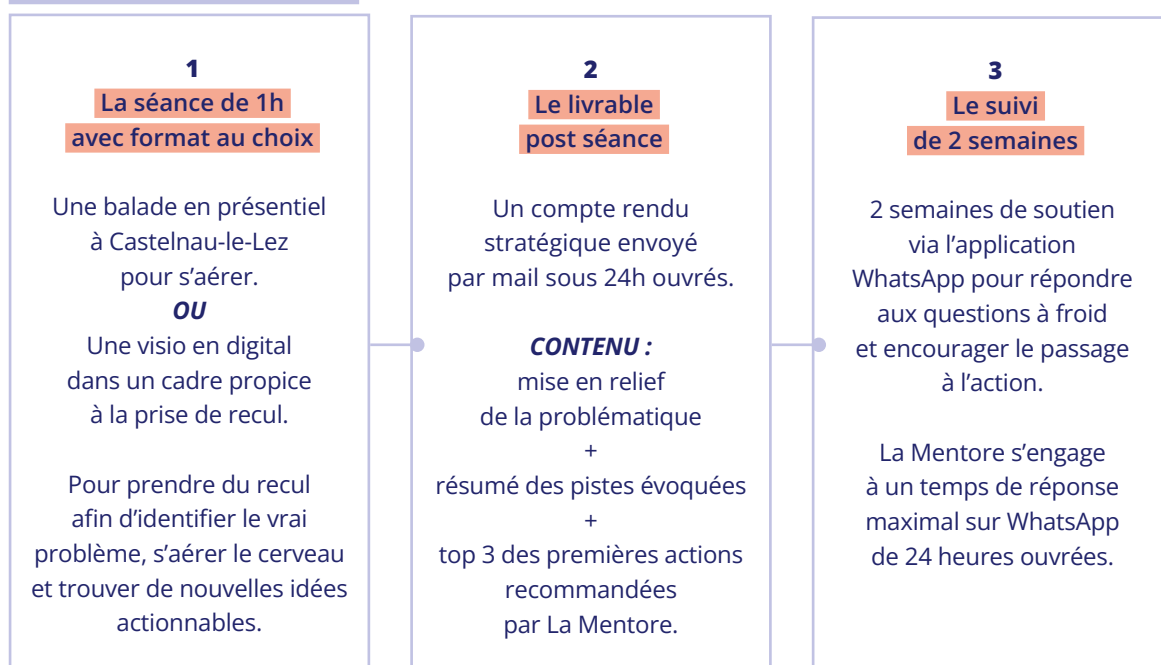 1
La séance de 1h
avec format au choix
Une balade en présentiel
à Castelnau-le-Lez
pour s’aérer.
OU
Une visio en digital
dans un cadre propice
à la prise de recul.
Pour prendre du recul
afin d’identifier le vrai
problème, s’aérer le cerveau
et trouver de nouvelles idées
actionnables.
2
Le livrable
post séance
Un compte rendu
stratégique envoyé
par mail sous 24h ouvrés.
CONTENU :
mise en relief
de la problématique
+
résumé des pistes évoquées
+
top 3 des premières actions
recommandées
par La Mentore.
3
Le suivi
de 2 semaines
2 semaines de soutien
via l’application
WhatsApp pour répondre
aux questions à froid
et encourager le passage
à l’action.
La Mentore s’engage
à un temps de réponse
maximal sur WhatsApp
de 24 heures ouvrées.